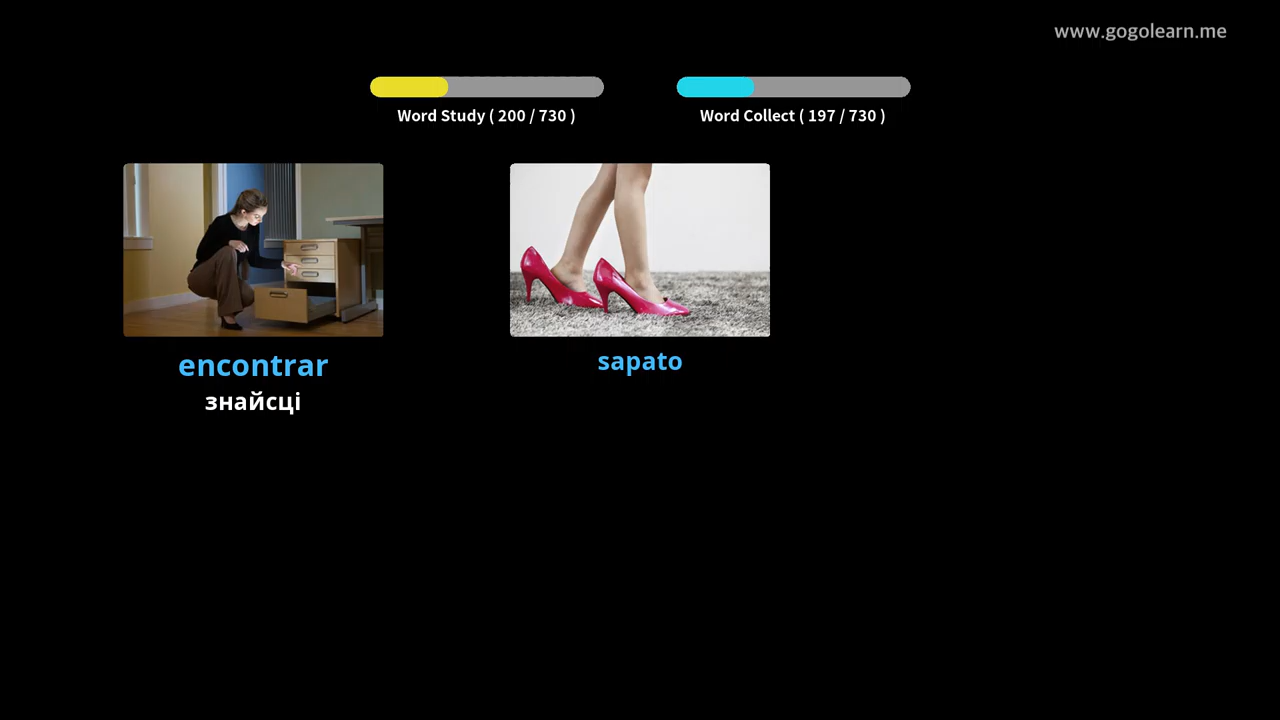 www.gogolearn.me
Word Study ( 200 / 730 )
Word Collect ( 197 / 730 )
encontrar
знайсці
sapato